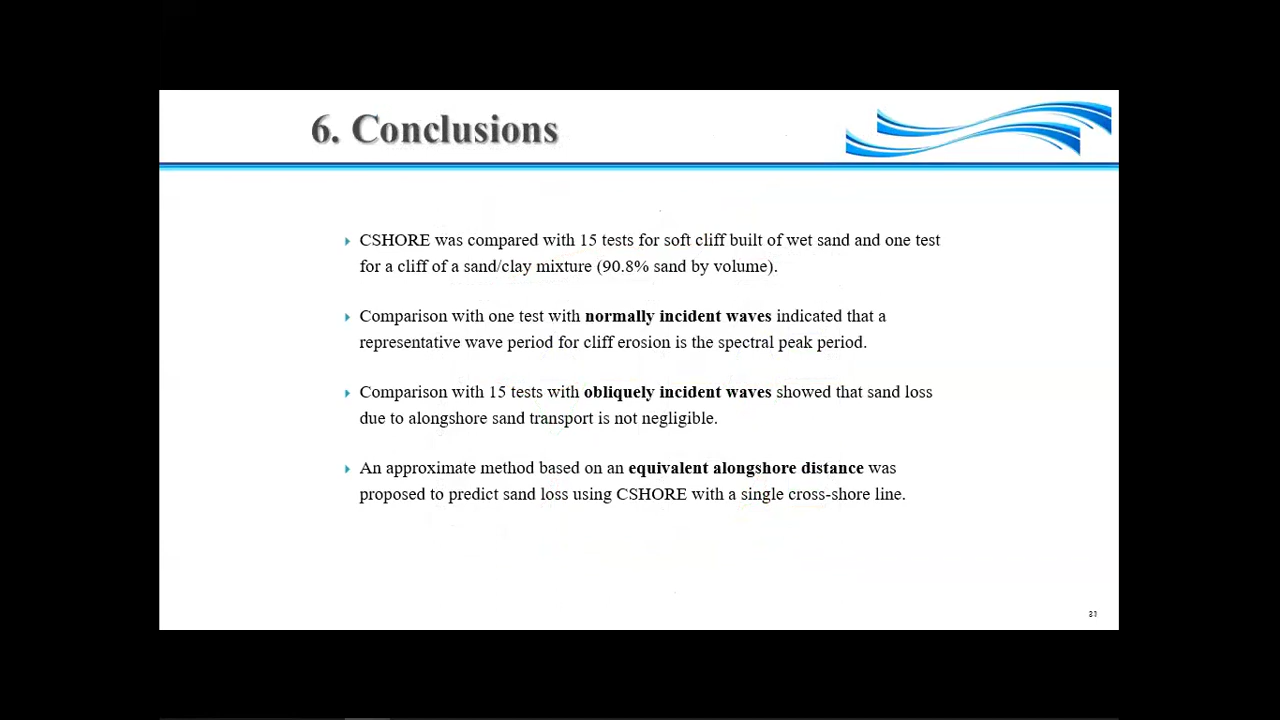 6. Conclusions
CSHORE was compared with 15 tests for soft cliff built of wet sand and one test
for a cliff of a sand/clay mixture (90.8% sand by volume).
Comparison with one test with normally incident waves indicated that a
representative wave period for cliff erosion is the spectral peak period.
Comparison with 15 tests with obliquely incident waves showed that sand loss
due to alongshore sand transport is not negligible.
An approximate method based on an equivalent alongshore distance was
proposed to predict sand loss using CSHORE with a single cross-shore line.